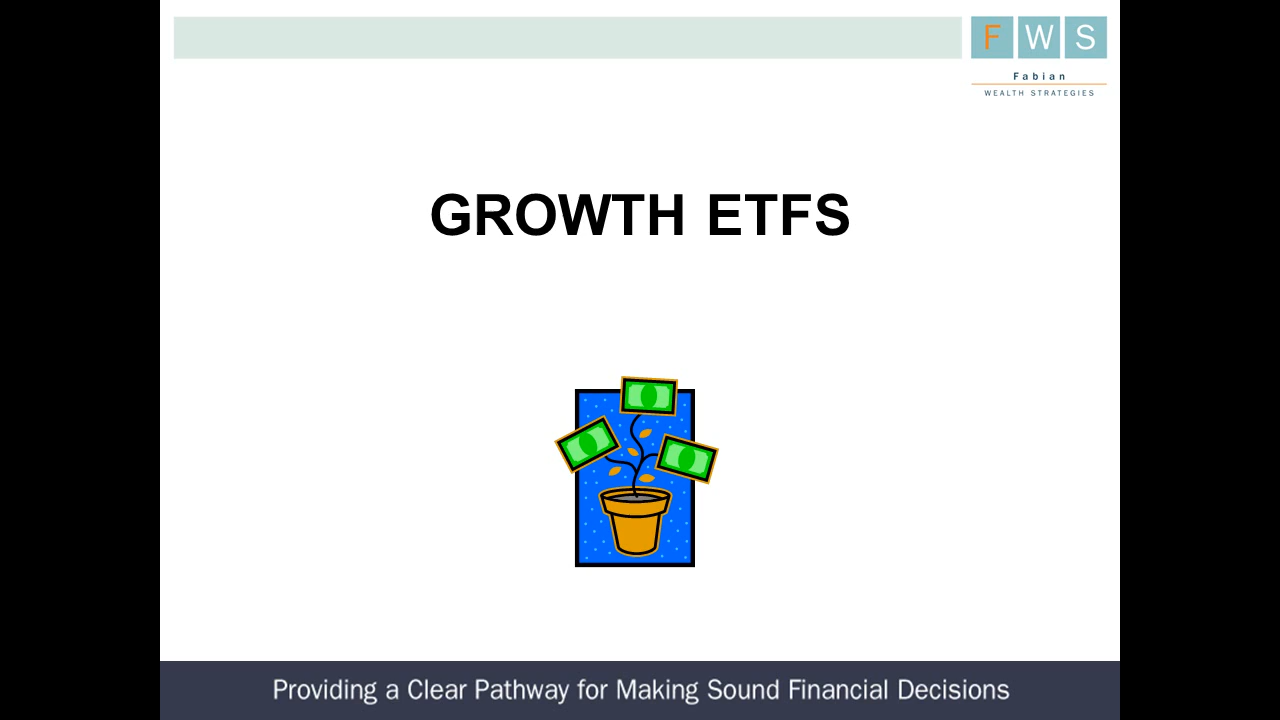 F W S
Fabian
WEALTH STRATEGIES
GROWTH ETFS
Providing a Clear Pathway for Making Sound Financial Decisions